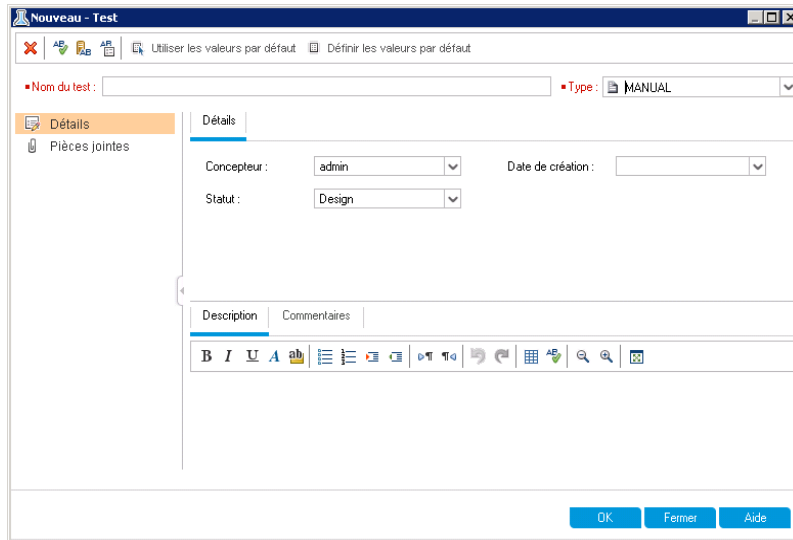 Nouveau - Test
Utiliser les valeurs par défaut Définir les valeurs par défaut
Nom du test : Type : MANUAL
Détails
Pièces jointes
Détails
Concepteur : admin Date de création :
Statut : Design
Description Commentaires
B I U A ab
OK Fermer Aide